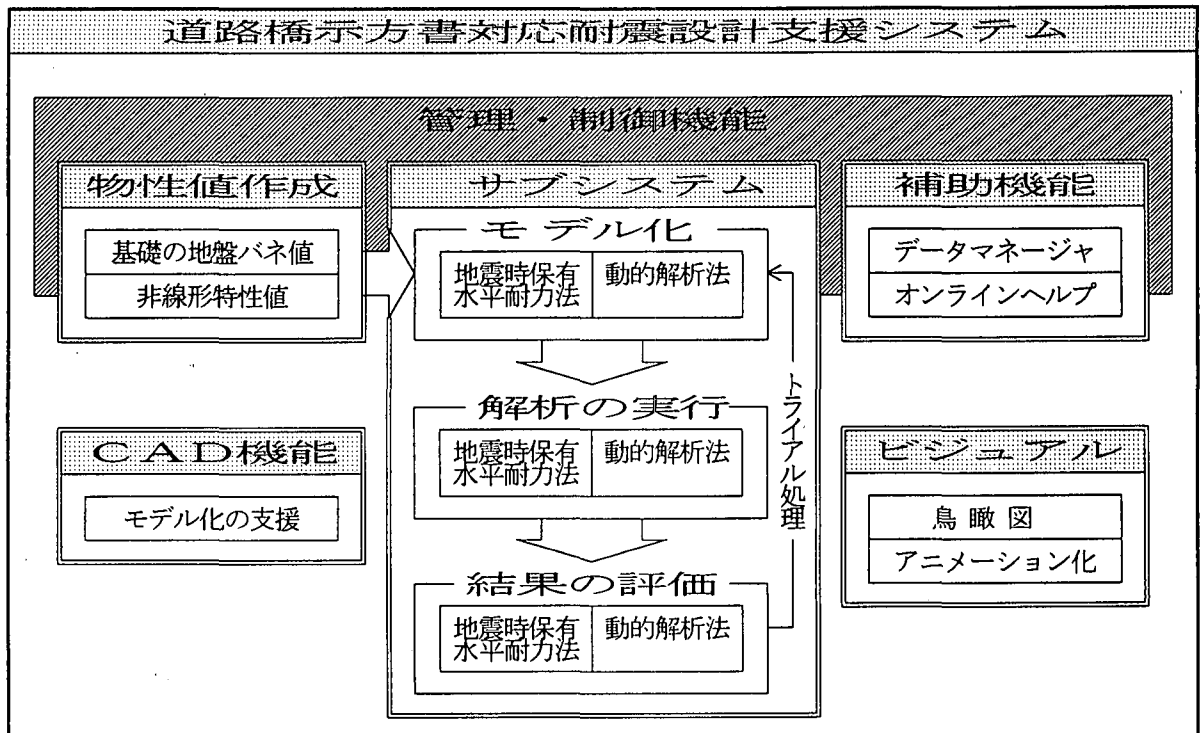 道路橋示方書対応耐震設計支援システム
管理・制御機能
物性値作成
基礎の地盤バネ値
非線形特性値
CAD機能
モデル化の支援
サブシステム
モデル化
地震時保有
水平耐力法
動的解析法
解析の実行
地震時保有
水平耐力法
動的解析法
結果の評価
地震時保有
水平耐力法
動的解析法
トライアル処理
補助機能
データマネージャ
オンラインヘルプ
ビジュアル
鳥瞰図
アニメーション化